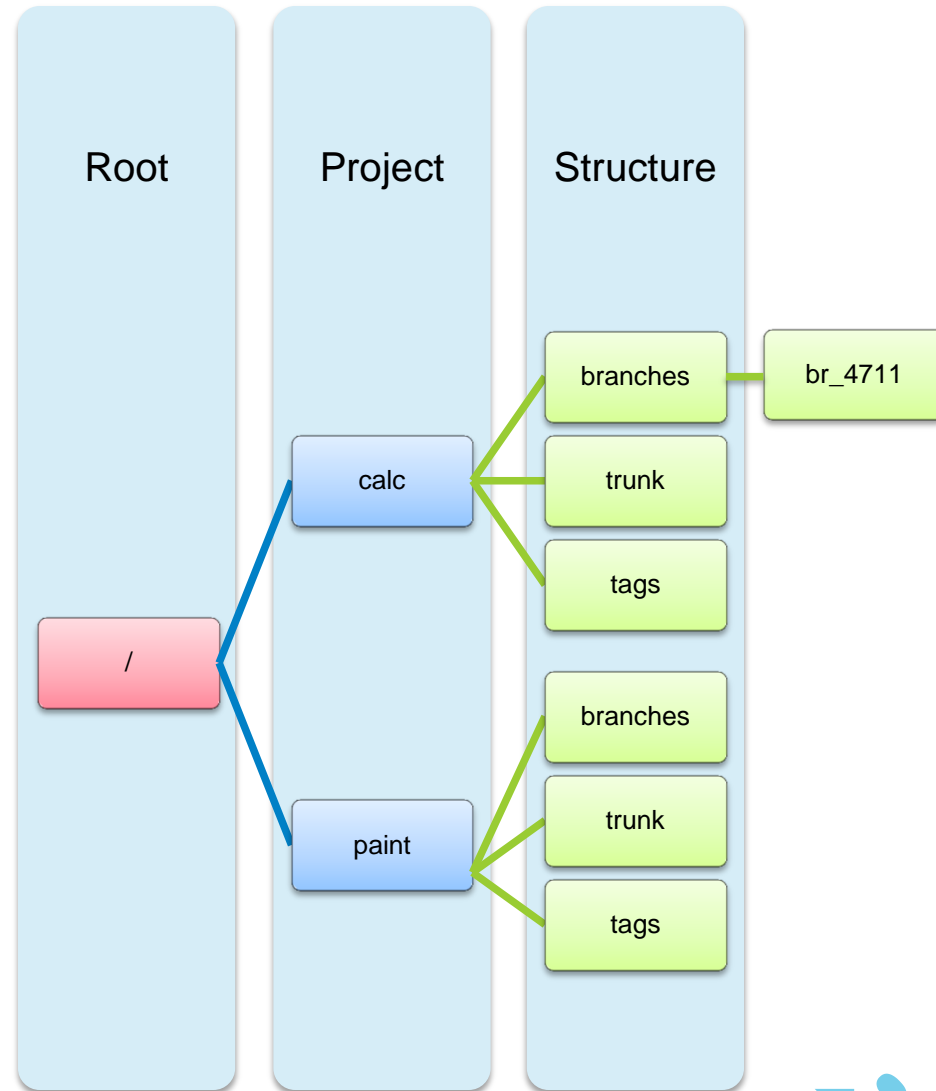 Root
Project
Structure
branches
br_4711
calc
trunk
tags
/
branches
trunk
paint
tags